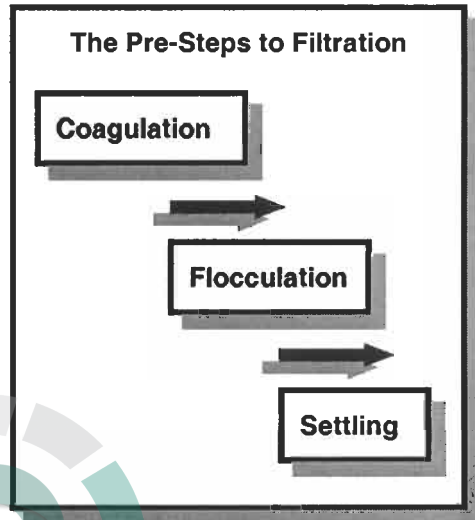 The Pre-Steps to Filtration
Coagulation
Flocculation
Settling